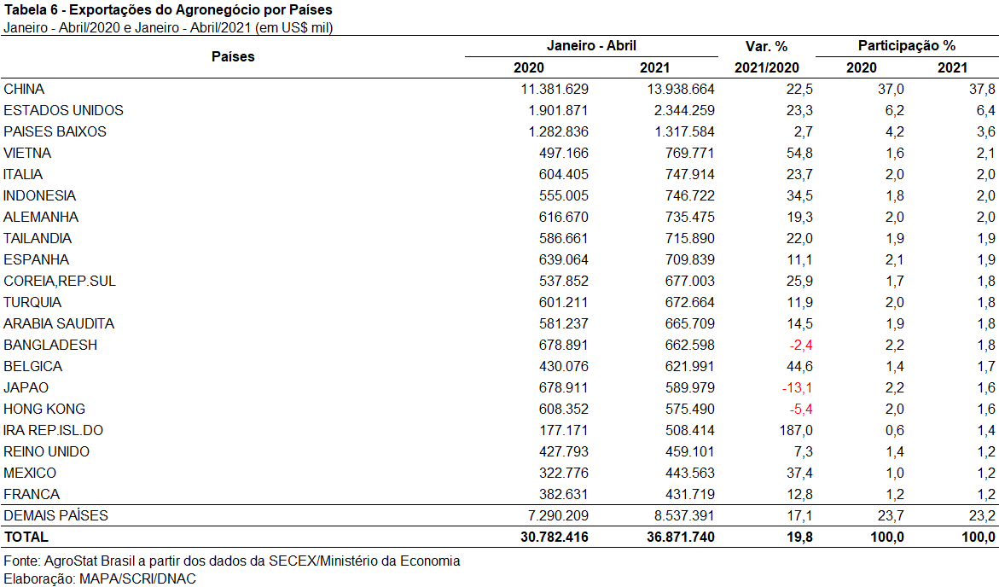 Tabela 6 - Exportações do Agronegócio por Países
Janeiro - Abril/2020 e Janeiro - Abril/2021 (em US$ mil)
Países Janeiro - Abril Var. % Participação %
2020 2021 2021/2020 2020 2021
CHINA 11.381.629 13.938.664 22,5 37,0 37,8
ESTADOS UNIDOS 1.901.871 2.344.259 23,3 6,2 6,4
PAISES BAIXOS 1.282.836 1.317.584 2,7 4,2 3,6
VIETNA 497.166 769.771 54,8 1,6 2,1
ITALIA 604.405 747.914 23,7 2,0 2,0
INDONESIA 555.005 746.722 34,5 1,8 2,0
ALEMANHA 616.670 735.475 19,3 2,0 2,0
TAILANDIA 586.661 715.890 22,0 1,9 1,9
ESPANHA 639.064 709.839 11,1 2,1 1,9
COREIA,REP.SUL 537.852 677.003 25,9 1,7 1,8
TURQUIA 601.211 672.664 11,9 2,0 1,8
ARABIA SAUDITA 581.237 665.709 14,5 1,9 1,8
BANGLADESH 678.891 662.598 -2,4 2,2 1,8
BELGICA 430.076 621.991 44,6 1,4 1,7
JAPAO 678.911 589.979 -13,1 2,2 1,6
HONG KONG 608.352 575.490 -5,4 2,0 1,6
IRA REP.ISL.DO 177.171 508.414 187,0 0,6 1,4
REINO UNIDO 427.793 459.101 7,3 1,4 1,2
MEXICO 322.776 443.563 37,4 1,0 1,2
FRANCA 382.631 431.719 12,8 1,2 1,2
DEMAIS PAÍSES 7.290.209 8.537.391 17,1 23,7 23,2
TOTAL 30.782.416 36.871.740 19,8 100,0 100,0
Fonte: AgroStat Brasil a partir dos dados da SECEX/Ministério da Economia
Elaboração: MAPA/SCRI/DNAC